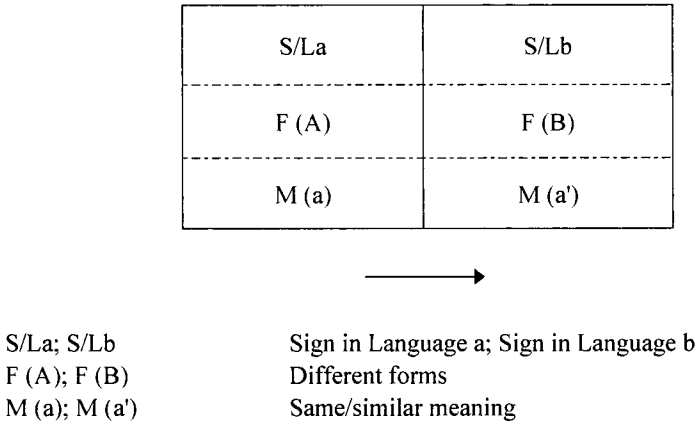 S/La S/Lb
F (A) F (B)
M (a) M (a')
S/La; S/Lb Sign in Language a; Sign in Language b
F (A); F (B) Different forms
M (a); M (a') Same/similar meaning